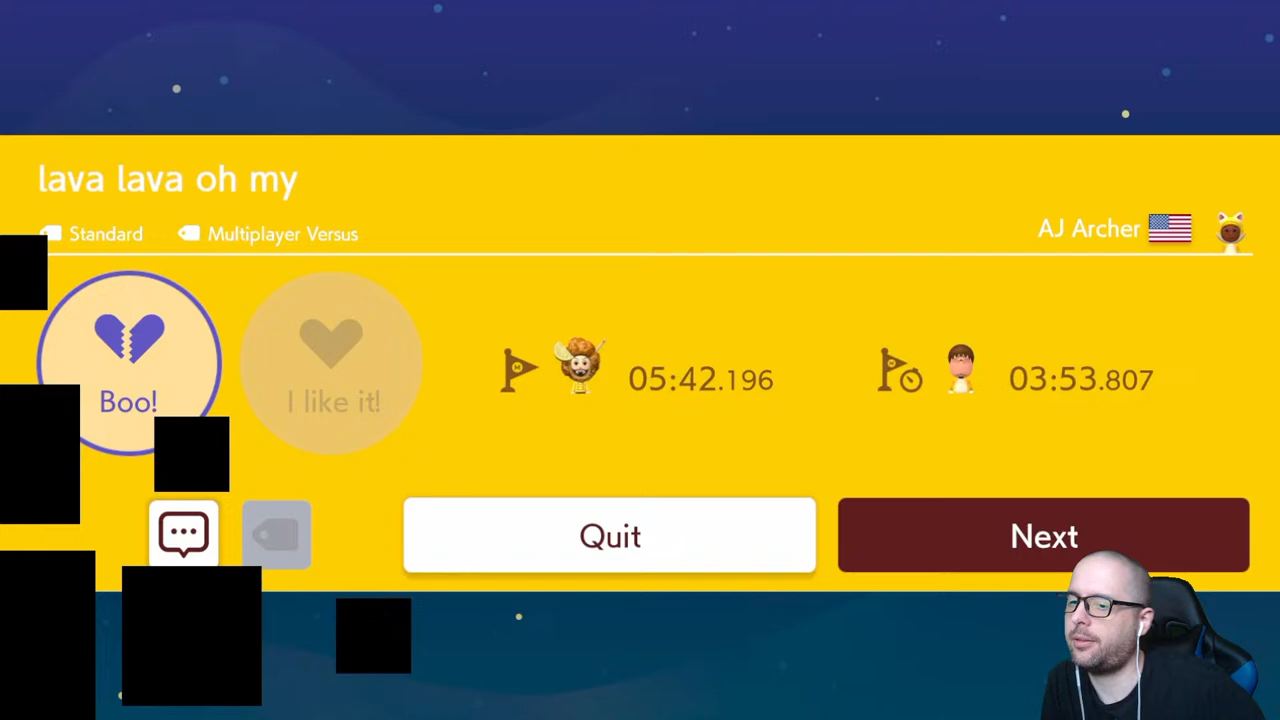 lava lava oh my
Standard Multiplayer Versus
AJ Archer
Boo!
I like it!
05:42.196
03:53.807
Quit
Next